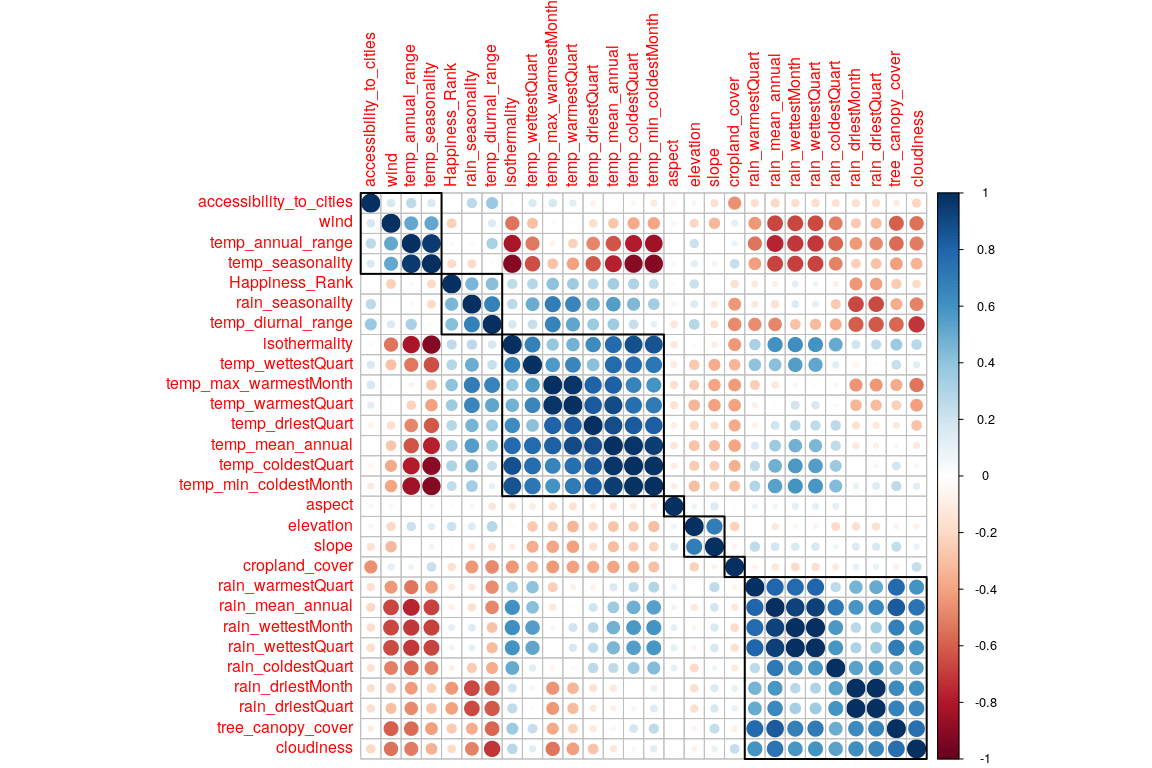 accessibility_to_cities
wind
temp_annual_range
temp_seasonality
Happiness_Rank
rain_seasonality
temp_diurnal_range
isothermality
temp_wettestQuart
temp_max_warmestMonth
temp_warmestQuart
temp_driestQuart
temp_mean_annual
temp_coldestQuart
temp_min_coldestMonth
aspect
elevation
slope
cropland_cover
rain_warmestQuart
rain_mean_annual
rain_wettestMonth
rain_wettestQuart
rain_coldestQuart
rain_driestMonth
rain_driestQuart
tree_canopy_cover
cloudiness
accessibility_to_cities
wind
temp_annual_range
temp_seasonality
Happiness_Rank
rain_seasonality
temp_diurnal_range
isothermality
temp_wettestQuart
temp_max_warmestMonth
temp_warmestQuart
temp_driestQuart
temp_mean_annual
temp_coldestQuart
temp_min_coldestMonth
aspect
elevation
slope
cropland_cover
rain_warmestQuart
rain_mean_annual
rain_wettestMonth
rain_wettestQuart
rain_coldestQuart
rain_driestMonth
rain_driestQuart
tree_canopy_cover
cloudiness
1
0.8
0.6
0.4
0.2
0
-0.2
-0.4
-0.6
-0.8
-1